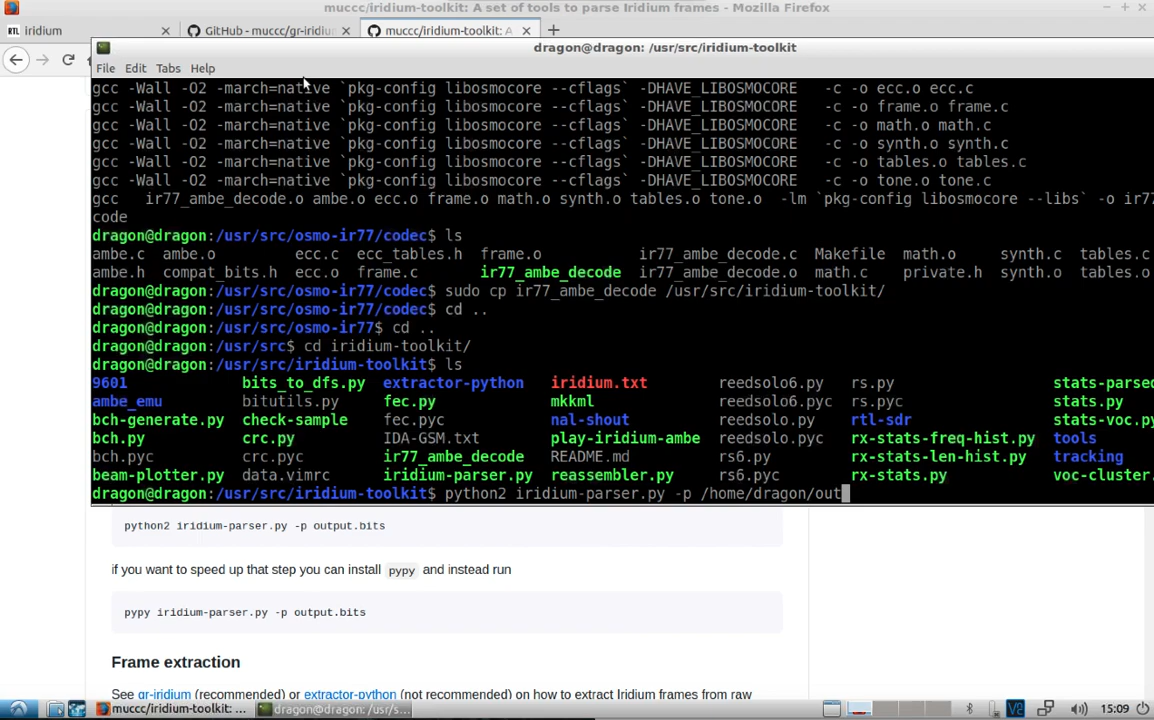 muccc/iridium-toolkit: A set of tools to parse Iridium frames - Mozilla Firefox
RTL iridium
GitHub - muccc/gr-iridiu
muccc/iridium-toolkit: A
dragon@dragon: /usr/src/iridium-toolkit
File Edit Tabs Help
gcc -Wall -O2 -march=native `pkg-config libosmocore --cflags` -DHAVE_LIBOSMOCORE -c -o ecc.o ecc.c
gcc -Wall -O2 -march=native `pkg-config libosmocore --cflags` -DHAVE_LIBOSMOCORE -c -o frame.o frame.c
gcc -Wall -O2 -march=native `pkg-config libosmocore --cflags` -DHAVE_LIBOSMOCORE -c -o math.o math.c
gcc -Wall -O2 -march=native `pkg-config libosmocore --cflags` -DHAVE_LIBOSMOCORE -c -o synth.o synth.c
gcc -Wall -O2 -march=native `pkg-config libosmocore --cflags` -DHAVE_LIBOSMOCORE -c -o tables.o tables.c
gcc -Wall -O2 -march=native `pkg-config libosmocore --cflags` -DHAVE_LIBOSMOCORE -c -o tone.o tone.c
gcc ir77_ambe_decode.o ambe.o ecc.o frame.o math.o synth.o tables.o tone.o -lm `pkg-config libosmocore --libs` -o ir77
code
dragon@dragon:/usr/src/osmo-ir77/codec$ ls
ambe.c ambe.o ecc.c ecc_tables.h frame.o ir77_ambe_decode.c Makefile math.o synth.c tables.c
ambe.h compat_bits.h ecc.o frame.c ir77_ambe_decode ir77_ambe_decode.o math.c private.h synth.o tables.o
dragon@dragon:/usr/src/osmo-ir77/codec$ sudo cp ir77_ambe_decode /usr/src/iridium-toolkit/
dragon@dragon:/usr/src/osmo-ir77/codec$ cd ..
dragon@dragon:/usr/src/osmo-ir77$ cd ..
dragon@dragon:/usr/src$ cd iridium-toolkit/
dragon@dragon:/usr/src/iridium-toolkit$ ls
9601 bits_to_dfs.py extractor-python iridium.txt reedsolo6.py rs.py stats-parsed
ambe_emu bitutils.py fec.py mkkml reedsolo6.pyc rs.pyc stats.py
bch-generate.py check-sample fec.pyc nal-shout reedsolo.py rtl-sdr stats-voc.py
bch.py crc.py IDA-GSM.txt play-iridium-ambe reedsolo.pyc rx-stats-freq-hist.py tools
bch.pyc crc.pyc ir77_ambe_decode README.md rs6.py rx-stats-len-hist.py tracking
beam-plotter.py data.vimrc iridium-parser.py reassembler.py rs6.pyc rx-stats.py voc-cluster.
dragon@dragon:/usr/src/iridium-toolkit$ python2 iridium-parser.py -p /home/dragon/out
python2 iridium-parser.py -p output.bits
if you want to speed up that step you can install pypy and instead run
pypy iridium-parser.py -p output.bits
Frame extraction
See gr-iridium (recommended) or extractor-python (not recommended) on how to extract Iridium frames from raw
muccc/iridium-toolkit: ...
dragon@dragon: /usr/s...
V2
15:09